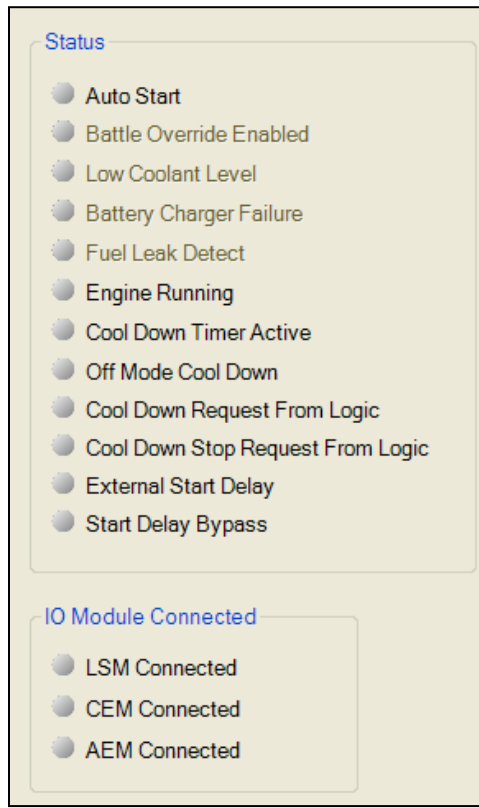 Status
Auto Start
Battle Override Enabled
Low Coolant Level
Battery Charger Failure
Fuel Leak Detect
Engine Running
Cool Down Timer Active
Off Mode Cool Down
Cool Down Request From Logic
Cool Down Stop Request From Logic
External Start Delay
Start Delay Bypass
IO Module Connected
LSM Connected
CEM Connected
AEM Connected